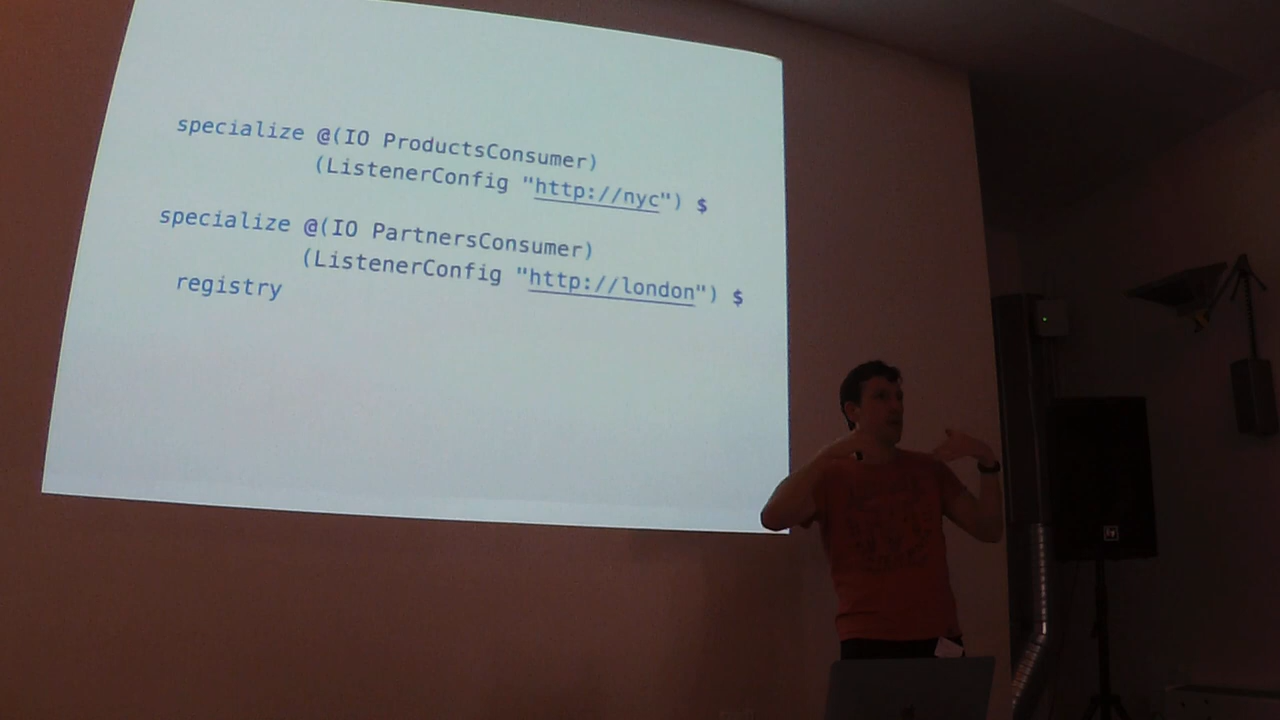 specialize @(IO ProductsConsumer)
(ListenerConfig "http://nyc") $
specialize @(IO PartnersConsumer)
(ListenerConfig "http://london") $
registry